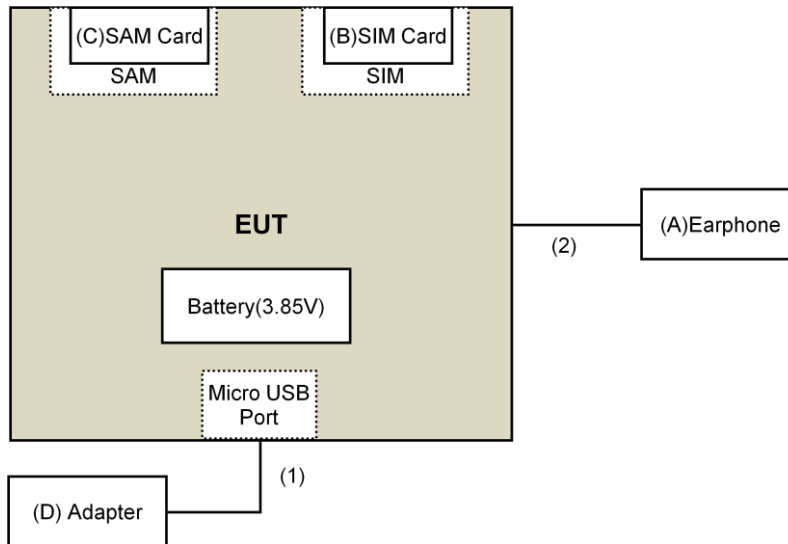 (C)SAM Card
SAM
(B)SIM Card
SIM
EUT
(A)Earphone
(2)
Battery(3.85V)
Micro USB
Port
(1)
(D) Adapter